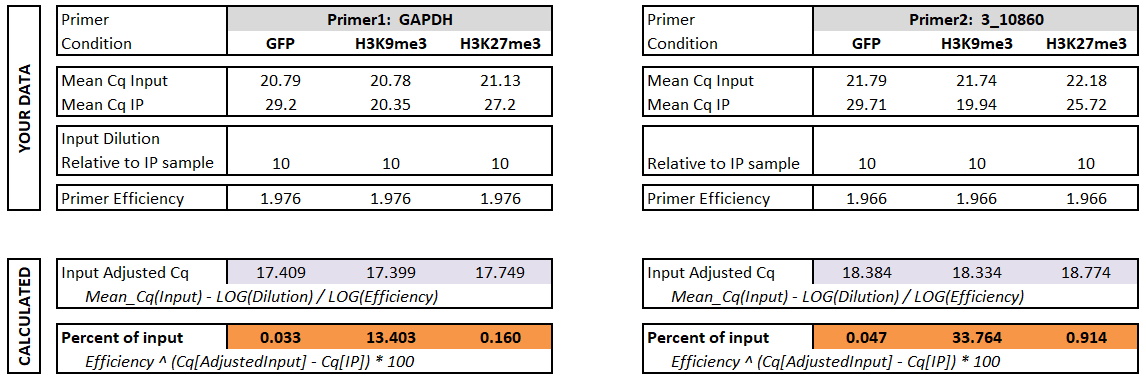 YOUR DATA
Primer Primer1: GAPDH
Condition GFP H3K9me3 H3K27me3
Mean Cq Input 20.79 20.78 21.13
Mean Cq IP 29.2 20.35 27.2
Input Dilution
Relative to IP sample 10 10 10
Primer Efficiency 1.976 1.976 1.976
Primer Primer2: 3_10860
Condition GFP H3K9me3 H3K27me3
Mean Cq Input 21.79 21.74 22.18
Mean Cq IP 29.71 19.94 25.72
Relative to IP sample 10 10 10
Primer Efficiency 1.966 1.966 1.966
CALCULATED
Input Adjusted Cq 17.409 17.399 17.749
Mean_Cq(Input) - LOG(Dilution) / LOG(Efficiency)
Percent of input 0.033 13.403 0.160
Efficiency ^ (Cq[AdjustedInput] - Cq[IP]) * 100
Input Adjusted Cq 18.384 18.334 18.774
Mean_Cq(Input) - LOG(Dilution) / LOG(Efficiency)
Percent of input 0.047 33.764 0.914
Efficiency ^ (Cq[AdjustedInput] - Cq[IP]) * 100